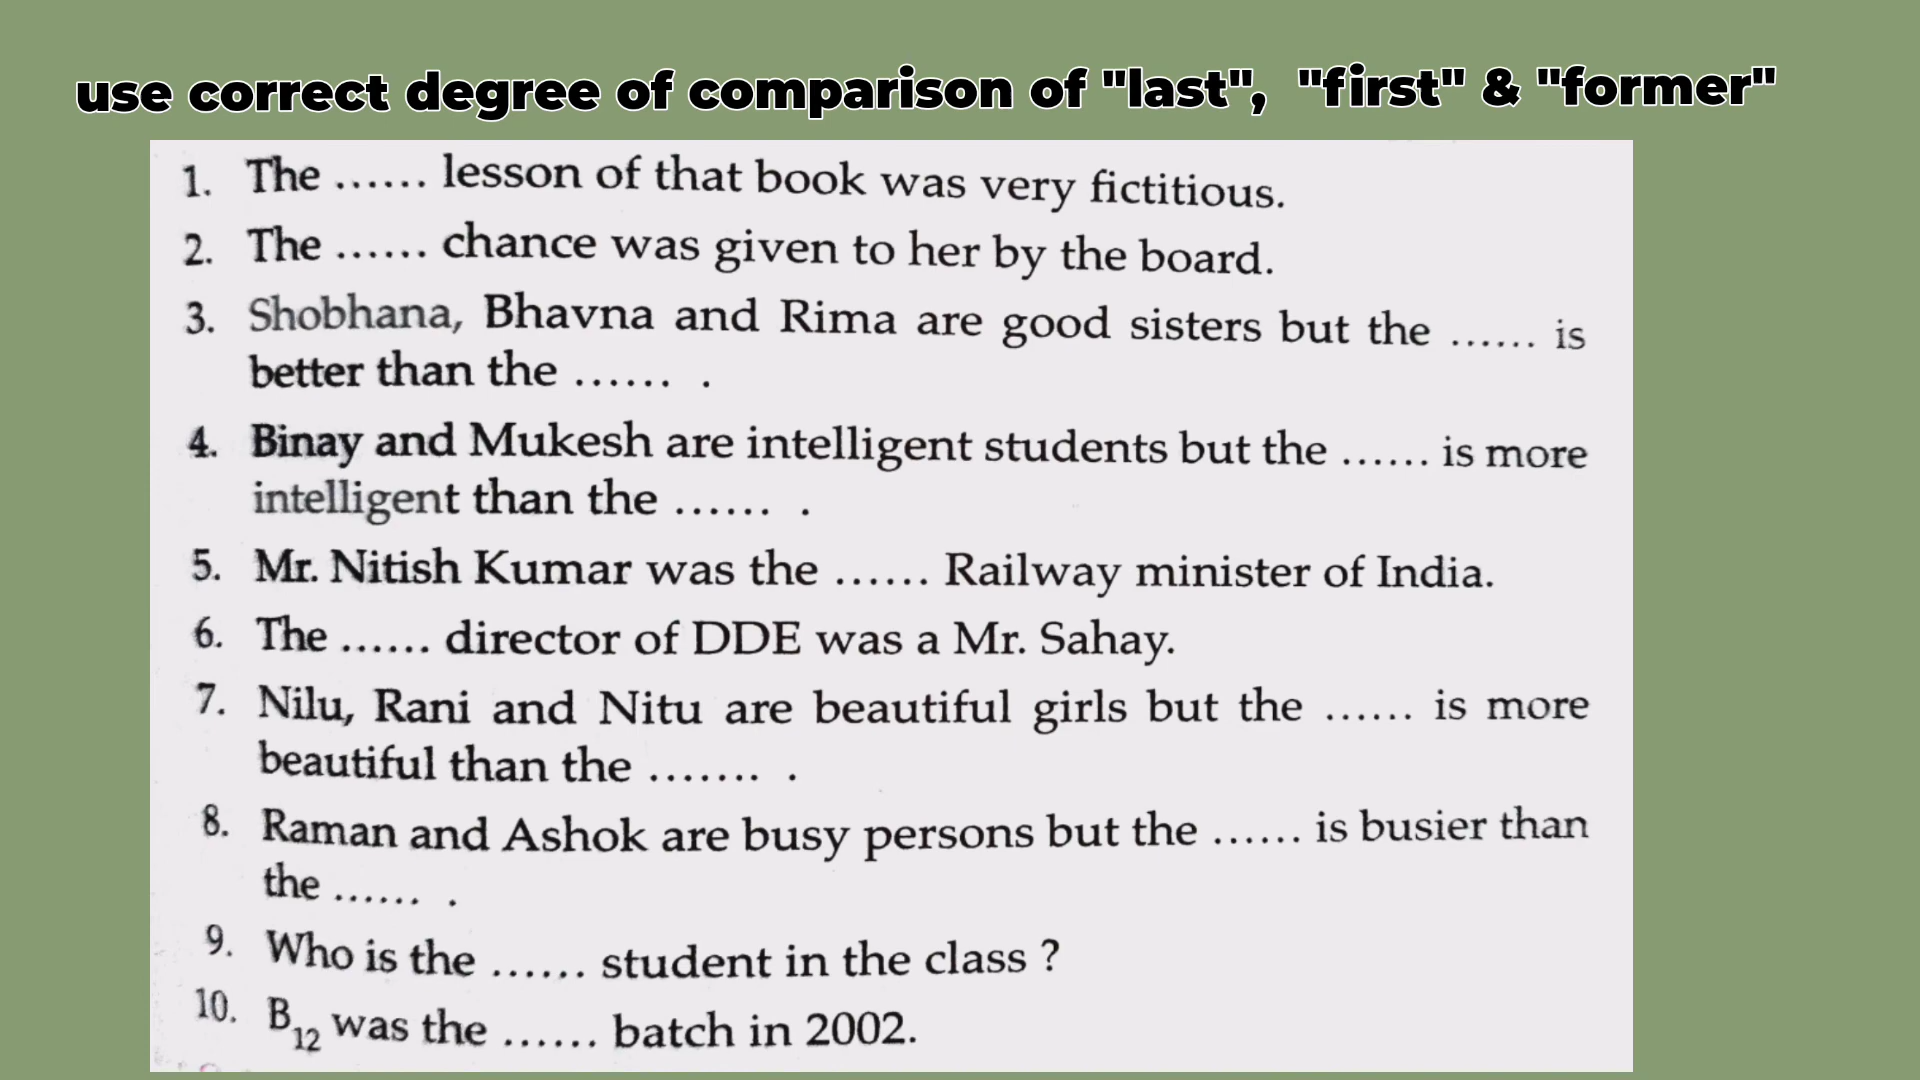 use correct degree of comparison of "last", "first" & "former"
1. The ...... lesson of that book was very fictitious.
2. The ...... chance was given to her by the board.
3. Shobhana, Bhavna and Rima are good sisters but the ...... is
better than the ...... .
4. Binay and Mukesh are intelligent students but the ...... is more
intelligent than the ...... .
5. Mr. Nitish Kumar was the ...... Railway minister of India.
6. The ...... director of DDE was a Mr. Sahay.
7. Nilu, Rani and Nitu are beautiful girls but the ...... is more
beautiful than the ....... .
8. Raman and Ashok are busy persons but the ...... is busier than
the ...... .
9. Who is the ...... student in the class ?
10. B12 was the ...... batch in 2002.